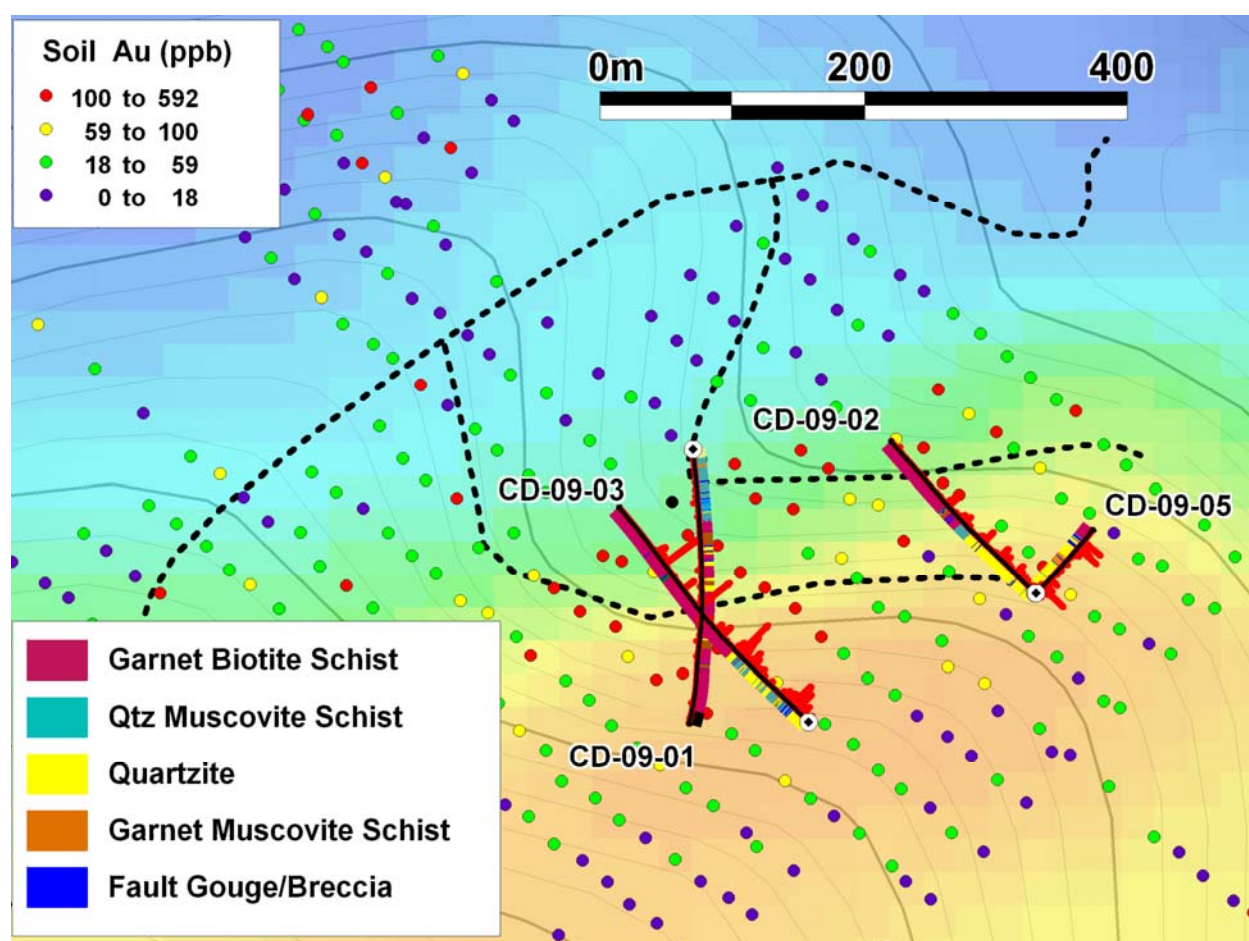 Soil Au (ppb)
100 to 592
59 to 100
18 to 59
0 to 18
0m 200 400
CD-09-02
CD-09-03
CD-09-05
CD-09-01
Garnet Biotite Schist
Qtz Muscovite Schist
Quartzite
Garnet Muscovite Schist
Fault Gouge/Breccia